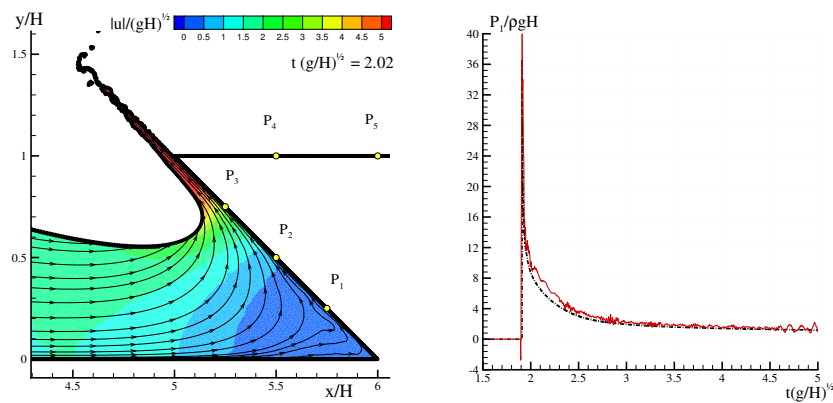 y/H
|u|/(gH)^½
0 0.5 1 1.5 2 2.5 3 3.5 4 4.5 5
t (g/H)^½ = 2.02
1.5
1
0.5
0
P₄
P₅
P₃
P₂
P₁
4.5 5 5.5 6
x/H
P₁/ρgH
40
36
32
28
24
20
16
12
8
4
0
-4
1.5 2 2.5 3 3.5 4 4.5 5
t(g/H)^½